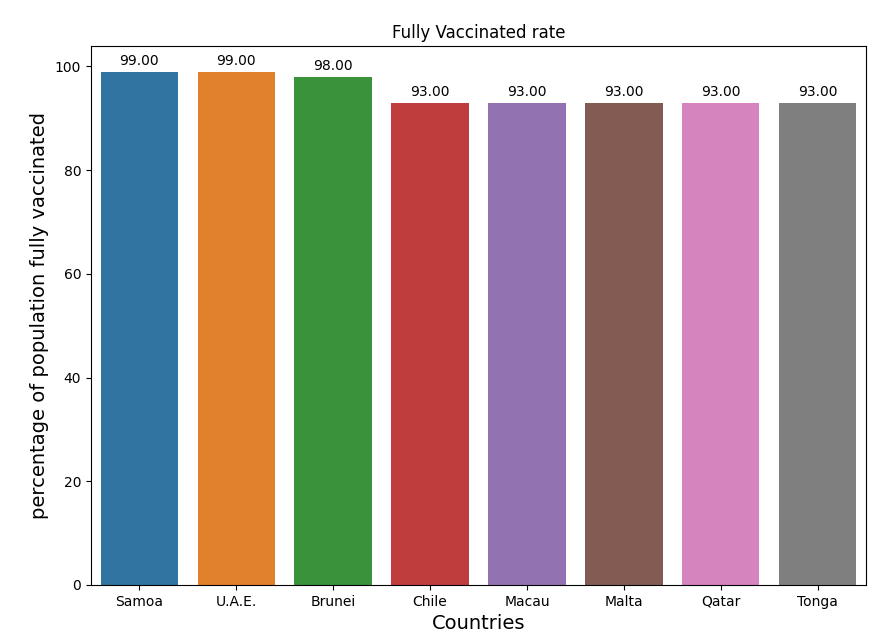 Fully Vaccinated rate
99.00 99.00 98.00 93.00 93.00 93.00 93.00 93.00
percentage of population fully vaccinated
100
80
60
40
20
0
Samoa U.A.E. Brunei Chile Macau Malta Qatar Tonga
Countries